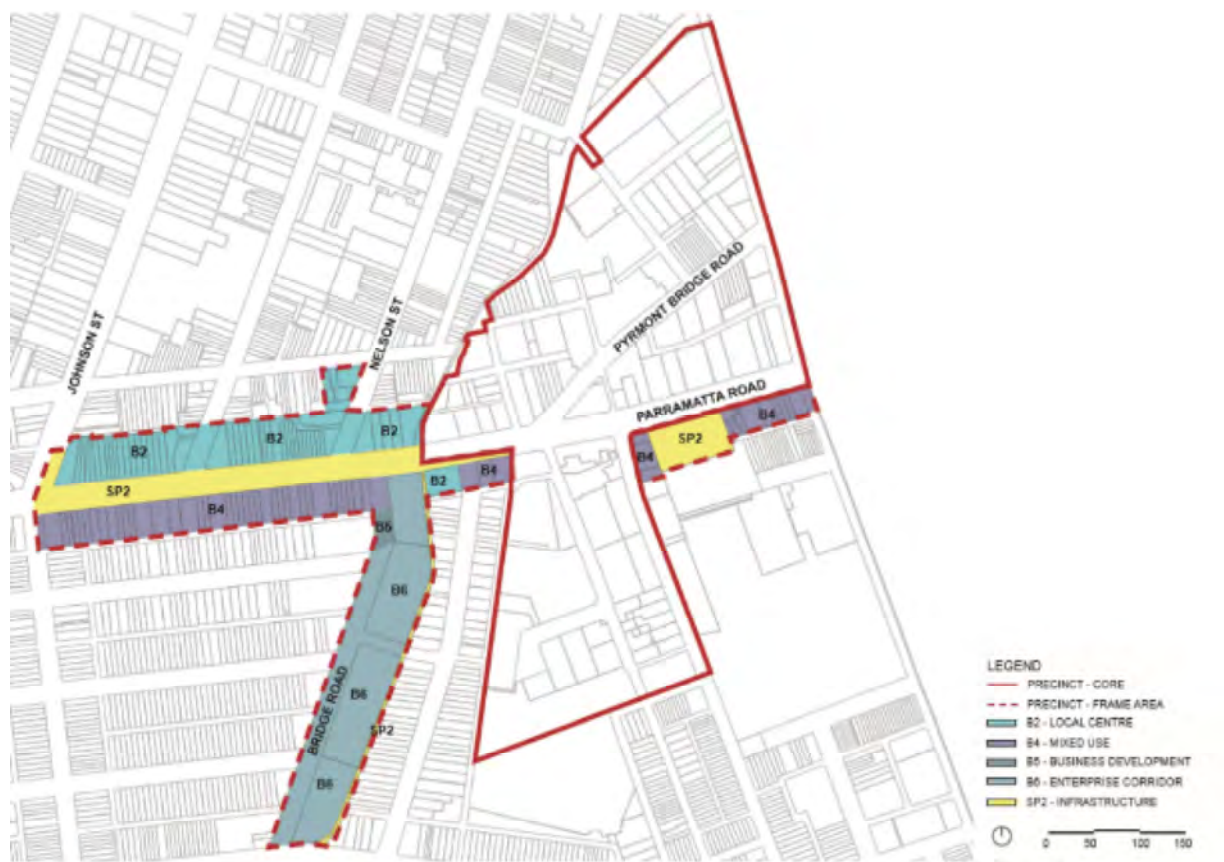 PYRMONT BRIDGE ROAD
JOHNSON ST
NELSON ST
PARRAMATTA ROAD
B4
SP2
B4
B2
B2
B2
B2
B4
SP2
B4
B5
B6
BRIDGE ROAD
B6
SP2
B6
LEGEND
PRECINCT - CORE
PRECINCT - FRAME AREA
B2 - LOCAL CENTRE
B4 - MIXED USE
B5 - BUSINESS DEVELOPMENT
B6 - ENTERPRISE CORRIDOR
SP2 - INFRASTRUCTURE
0 50 100 150